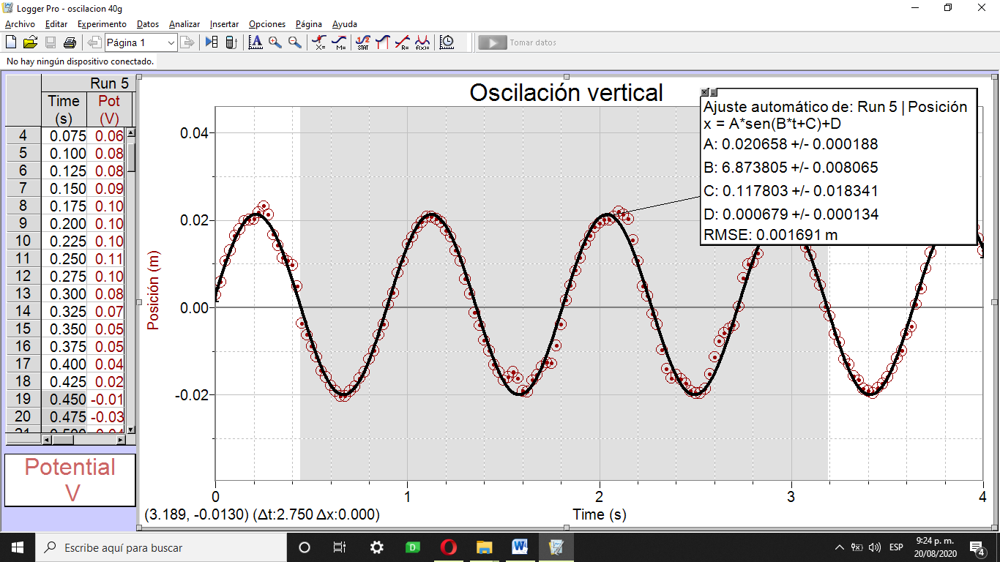 Logger Pro - oscilacion 40g
Archivo Editar Experimento Datos Analizar Insertar Opciones Página Ayuda
Página 1
X= M= STAT R= f(x)=
Tomar datos
No hay ningún dispositivo conectado.
Run 5
Time Pot
(s) (V)
4 0.075 0.06
5 0.100 0.08
6 0.125 0.08
7 0.150 0.09
8 0.175 0.10
9 0.200 0.10
10 0.225 0.10
11 0.250 0.11
12 0.275 0.10
13 0.300 0.08
14 0.325 0.07
15 0.350 0.05
16 0.375 0.05
17 0.400 0.04
18 0.425 0.02
19 0.450 -0.01
20 0.475 -0.03
Potential
V
Oscilación vertical
Ajuste automático de: Run 5 | Posición
x = A*sen(B*t+C)+D
A: 0.020658 +/- 0.000188
B: 6.873805 +/- 0.008065
C: 0.117803 +/- 0.018341
D: 0.000679 +/- 0.000134
RMSE: 0.001691 m
0.04
0.02
0.00
-0.02
Posición (m)
0 1 2 3 4
(3.189, -0.0130) (Δt:2.750 Δx:0.000)
Time (s)
Escribe aquí para buscar
D
W
ESP
9:24 p. m.
20/08/2020
4